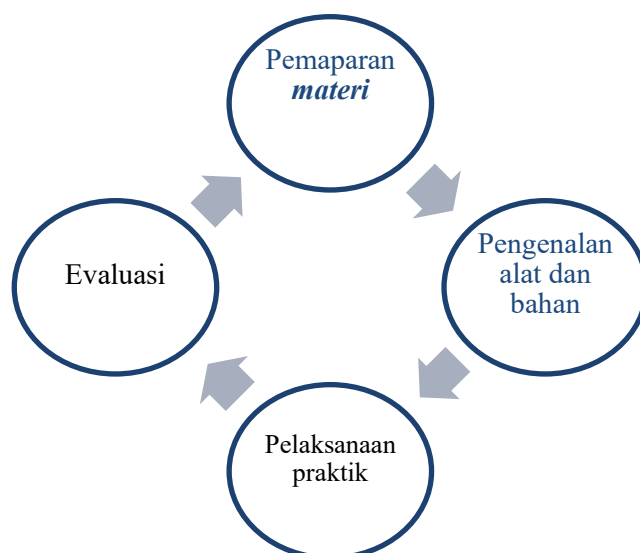 Pemaparan
materi
Pengenalan
alat dan
bahan
Pelaksanaan
praktik
Evaluasi